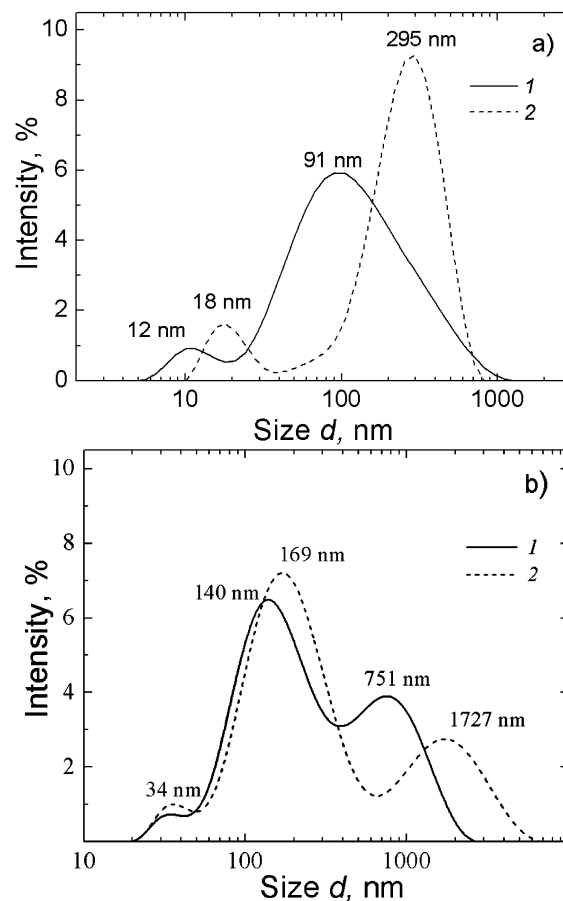 10
8
6
4
2
0
Intensity, %
295 nm
a)
1
2
91 nm
18 nm
12 nm
10
100
1000
Size d, nm
10
8
6
4
2
Intensity, %
b)
1
2
169 nm
140 nm
751 nm
1727 nm
34 nm
10
100
1000
Size d, nm